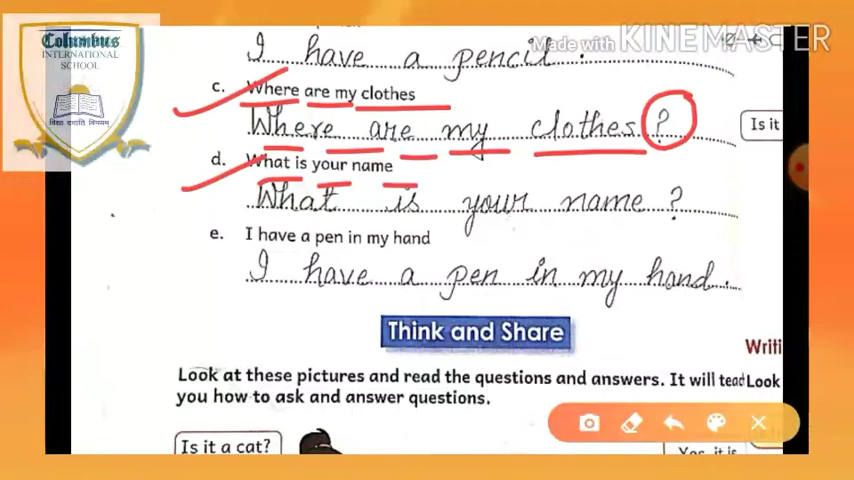 Columbus
INTERNATIONAL
SCHOOL
Made with KINEMASTER
I have a pencil.
c. Where are my clothes
Where are my clothes?
Is it
d. What is your name
What is your name?
e. I have a pen in my hand
I have a pen in my hand.
Think and Share
Writi
Look at these pictures and read the questions and answers. It will tead Look
you how to ask and answer questions.
Is it a cat?
Yes, it is